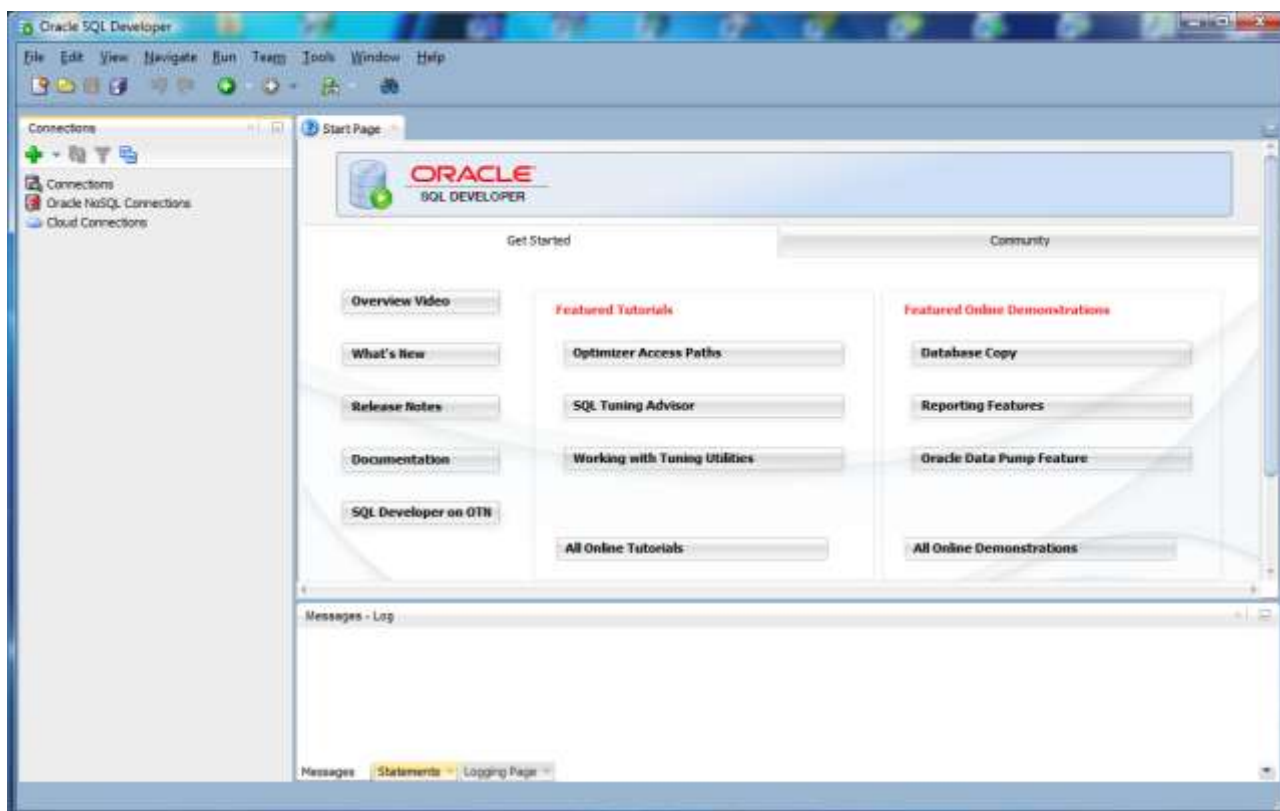 Oracle SQL Developer
File Edit View Navigate Run Team Tools Window Help
Connections
Connections
Oracle NoSQL Connections
Cloud Connections
Start Page
ORACLE
SQL DEVELOPER
Get Started
Community
Overview Video
What's New
Release Notes
Documentation
SQL Developer on OTN
Featured Tutorials
Optimizer Access Paths
SQL Tuning Advisor
Working with Tuning Utilities
All Online Tutorials
Featured Online Demonstrations
Database Copy
Reporting Features
Oracle Data Pump Feature
All Online Demonstrations
Messages - Log
Messages Statements Logging Page